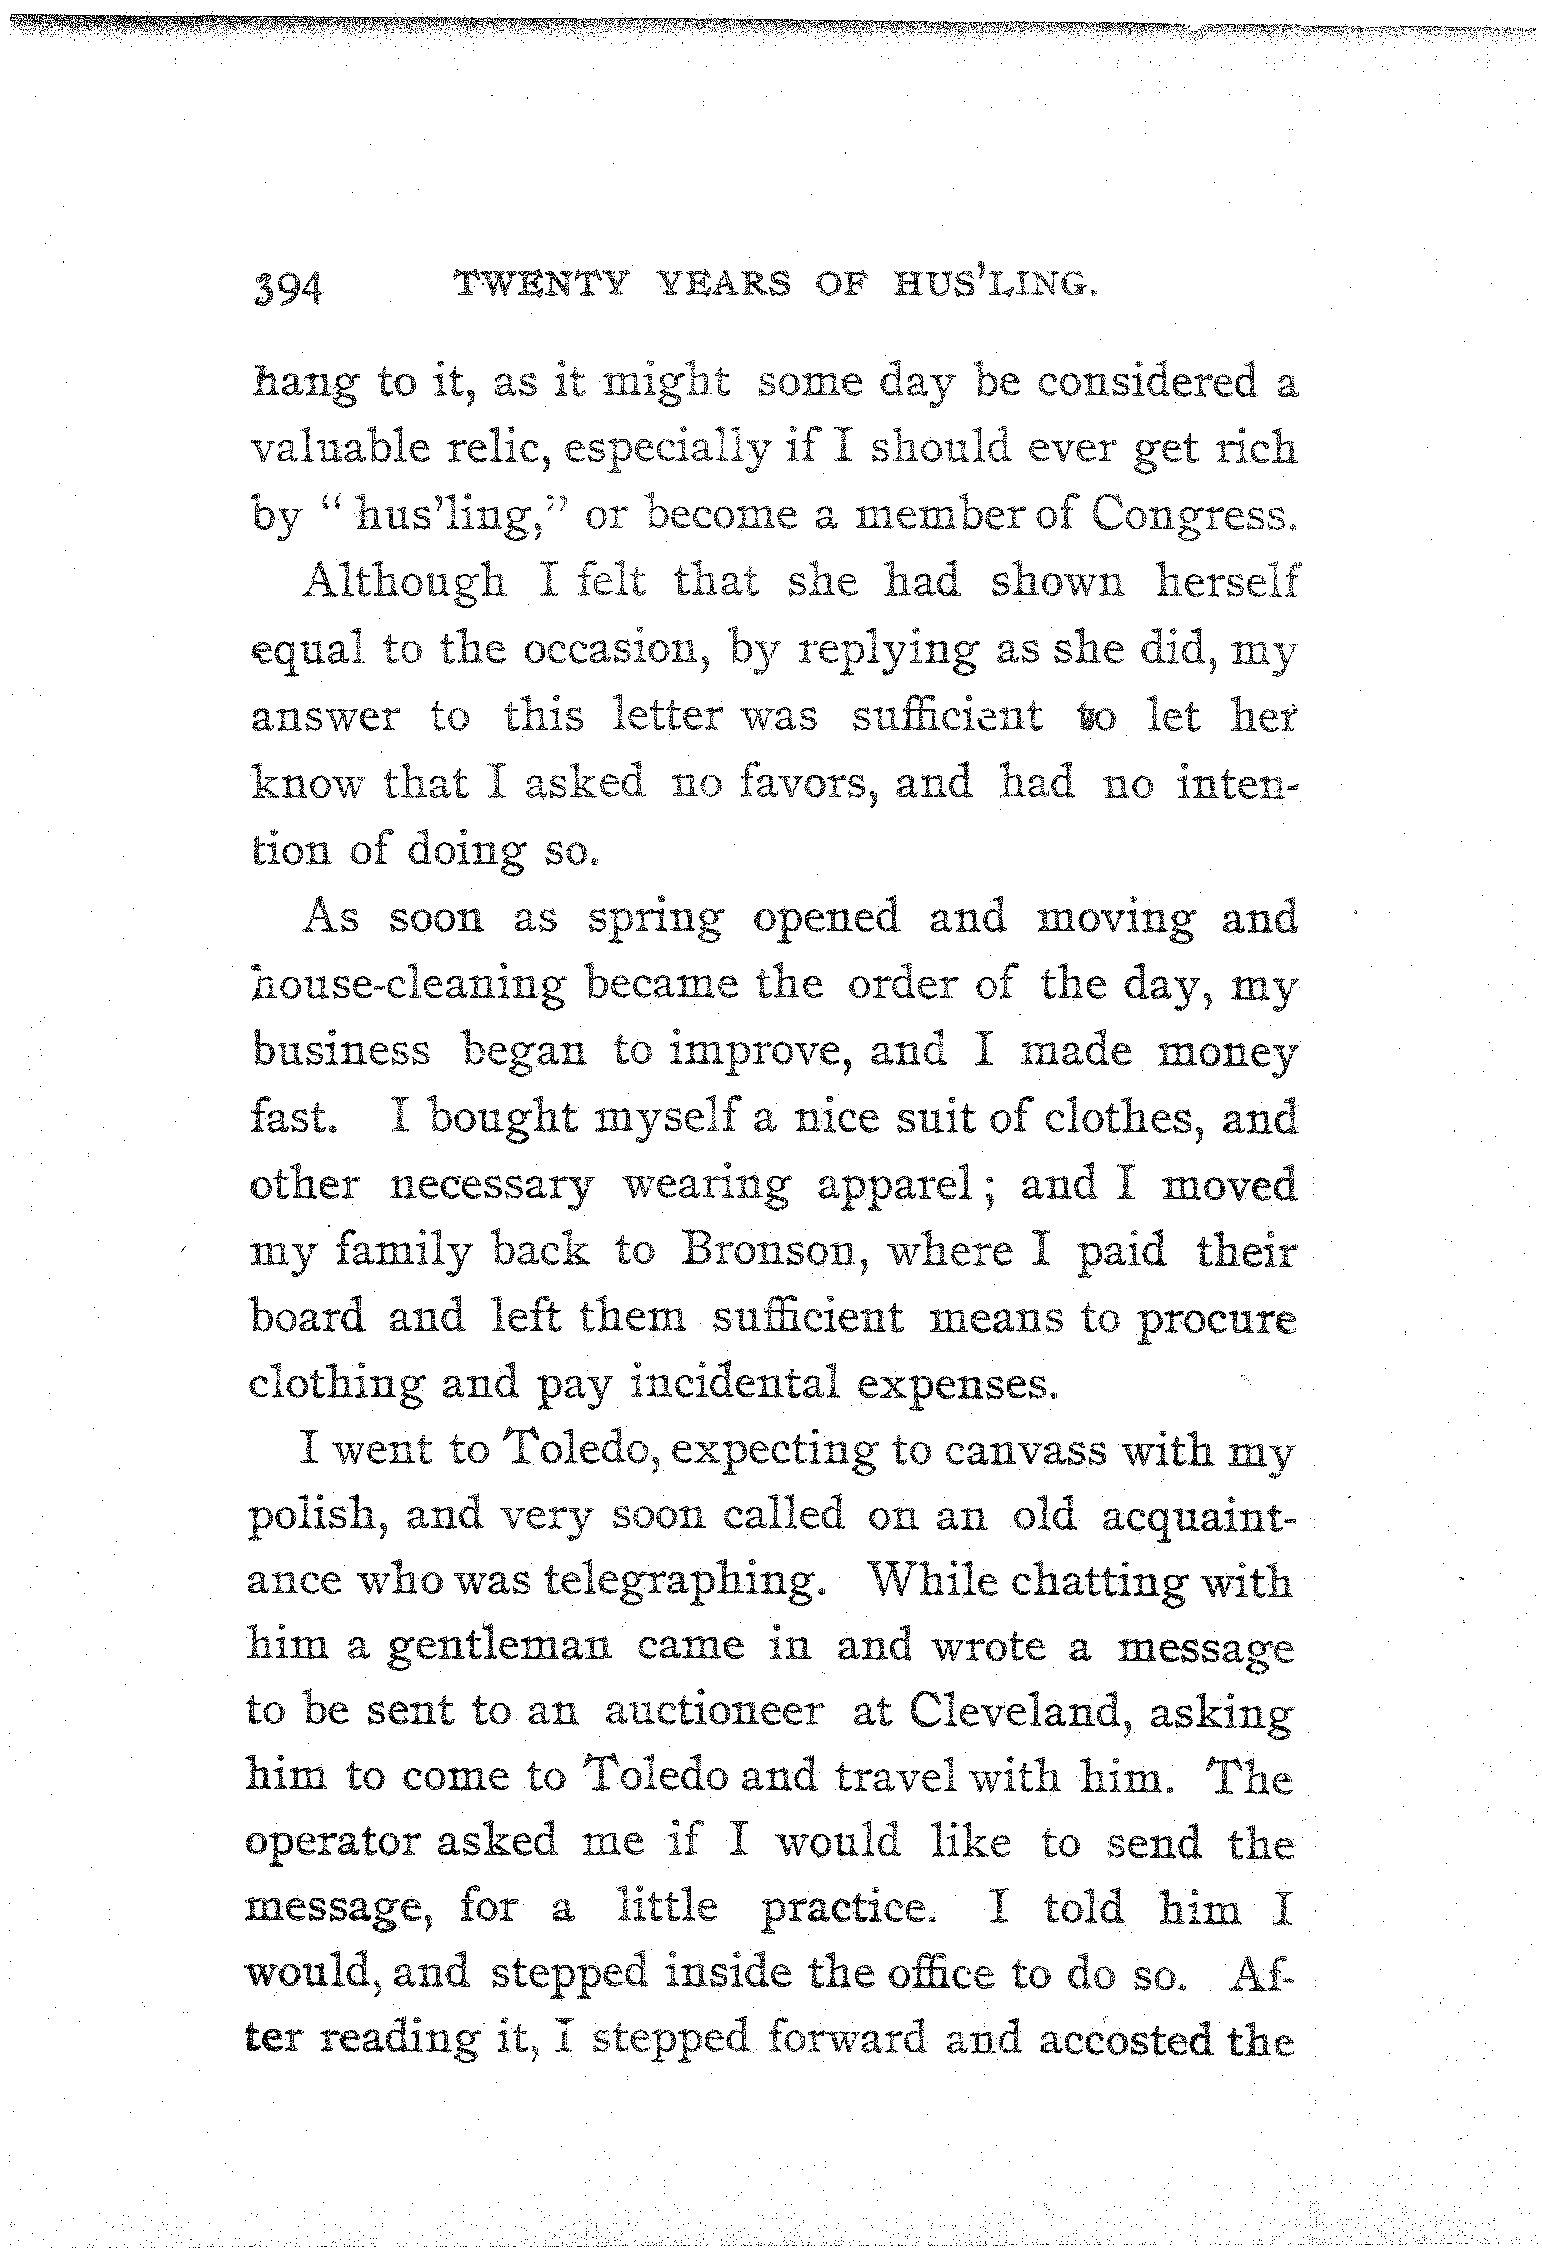 394 TWENTY YEARS OF HUS'LING.
hang to it, as it might some day be considered a
valuable relic, especially if I should ever get rich
by "hus'ling," or become a member of Congress.
Although I felt that she had shown herself
equal to the occasion, by replying as she did, my
answer to this letter was sufficient to let her
know that I asked no favors, and had no inten-
tion of doing so.
As soon as spring opened and moving and
house-cleaning became the order of the day, my
business began to improve, and I made money
fast. I bought myself a nice suit of clothes, and
other necessary wearing apparel; and I moved
my family back to Bronson, where I paid their
board and left them sufficient means to procure
clothing and pay incidental expenses.
I went to Toledo, expecting to canvass with my
polish, and very soon called on an old acquaint-
ance who was telegraphing. While chatting with
him a gentleman came in and wrote a message
to be sent to an auctioneer at Cleveland, asking
him to come to Toledo and travel with him. The
operator asked me if I would like to send the
message, for a little practice. I told him I
would, and stepped inside the office to do so. Af-
ter reading it, I stepped forward and accosted the